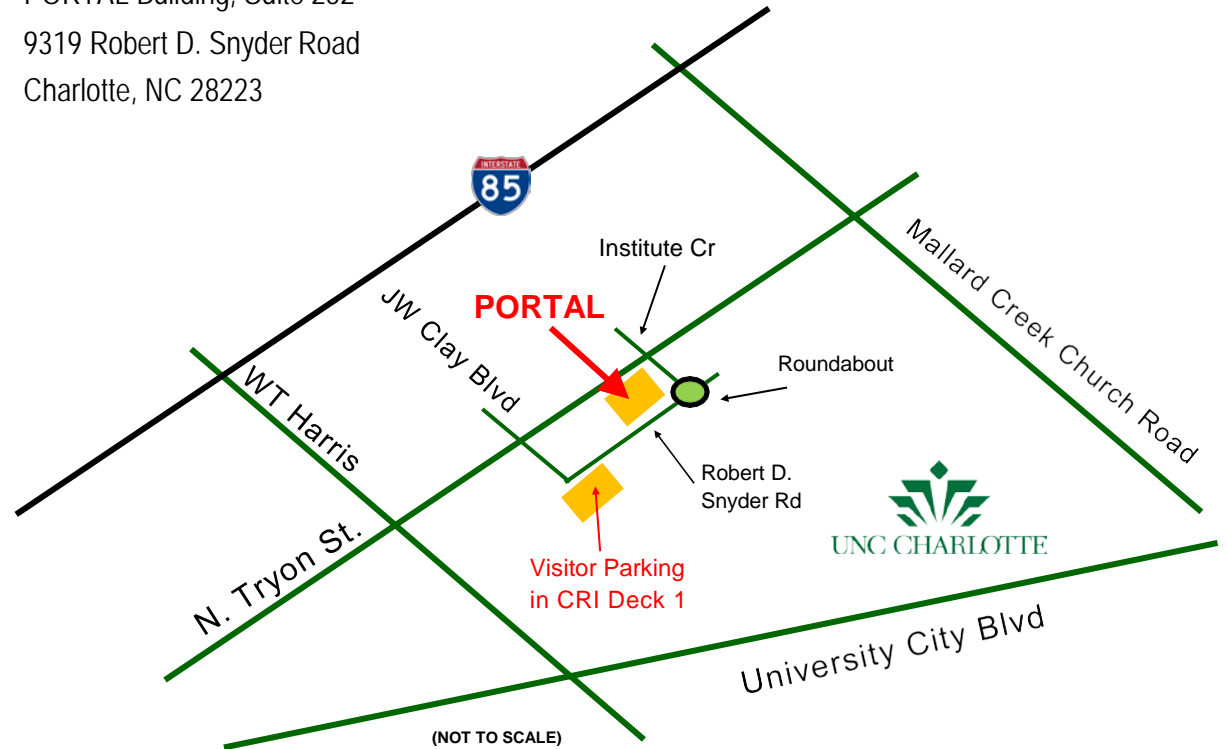 9319 Robert D. Snyder Road
Charlotte, NC 28223
INTERSTATE
85
Institute Cr
PORTAL
JW Clay Blvd
Mallard Creek Church Road
Roundabout
WT Harris
Robert D.
Snyder Rd
UNC CHARLOTTE
N. Tryon St.
Visitor Parking
in CRI Deck 1
University City Blvd
(NOT TO SCALE)